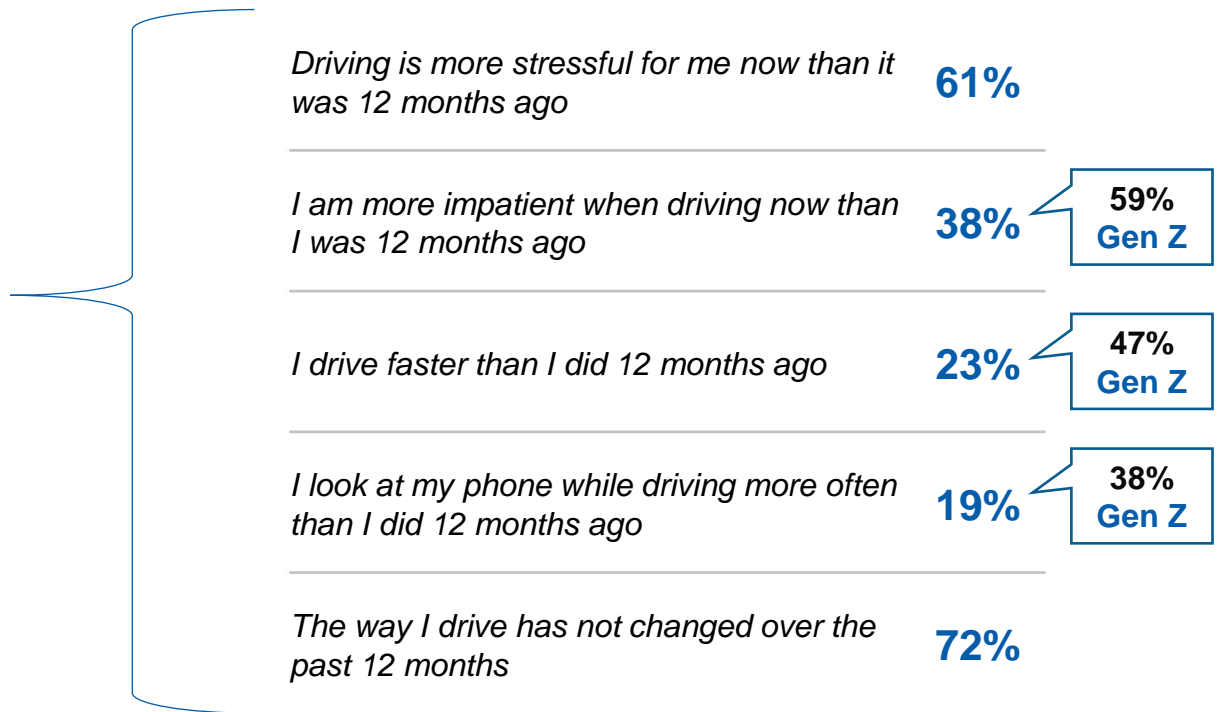 Driving is more stressful for me now than it
was 12 months ago
61%
I am more impatient when driving now than
I was 12 months ago
38%
59%
Gen Z
I drive faster than I did 12 months ago
23%
47%
Gen Z
I look at my phone while driving more often
than I did 12 months ago
19%
38%
Gen Z
The way I drive has not changed over the
past 12 months
72%